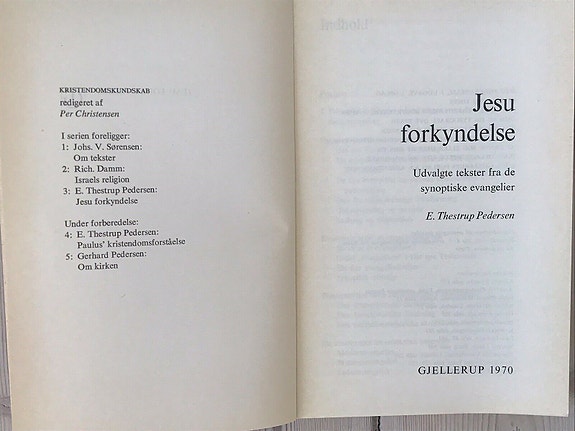 KRISTENDOMSKUNDSKAB
redigeret af
Per Christensen
I serien foreligger:
1: Johs. V. Sørensen:
Om tekster
2: Rich. Damm:
Israels religion
3: E. Thestrup Pedersen:
Jesu forkyndelse
Under forberedelse:
4: E. Thestrup Pedersen:
Paulus' kristendomsforståelse
5: Gerhard Pedersen:
Om kirken
Jesu
forkyndelse
Udvalgte tekster fra de
synoptiske evangelier
E. Thestrup Pedersen
GJELLERUP 1970